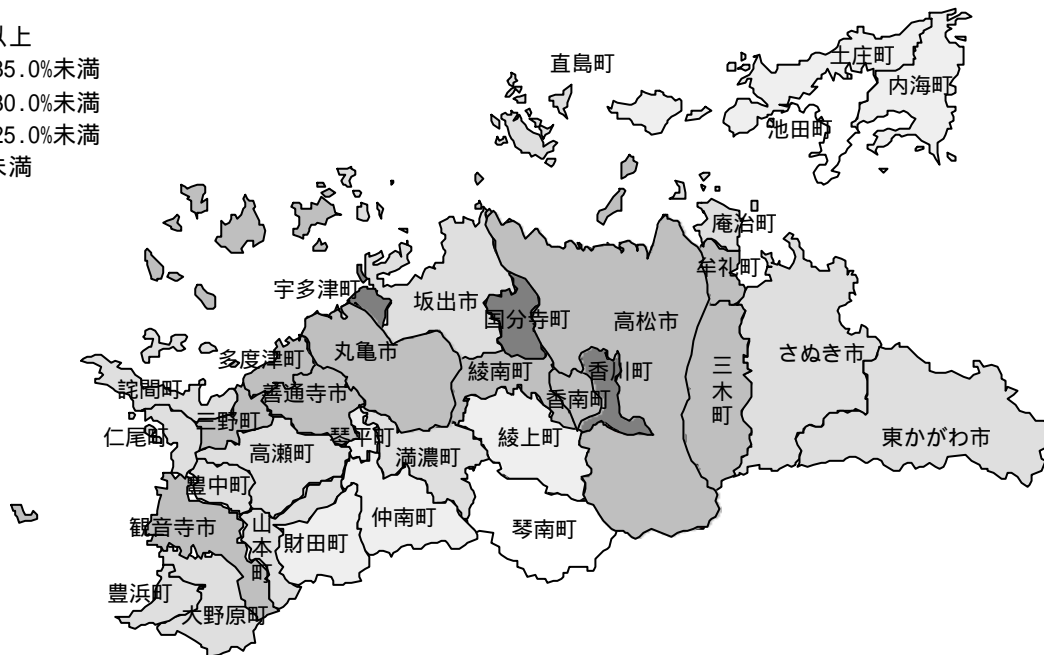 以上
35.0%未満
30.0%未満
25.0%未満
未満
直島町
土庄町
内海町
池田町
庵治町
牟礼町
宇多津町
坂出市
国分寺町
高松市
さぬき市
多度津町
丸亀市
綾南町
香川町
三木町
詫間町
善通寺市
香南町
三野町
仁尾町
琴平町
綾上町
東かがわ市
高瀬町
満濃町
豊中町
観音寺市
山本町
財田町
仲南町
琴南町
豊浜町
大野原町